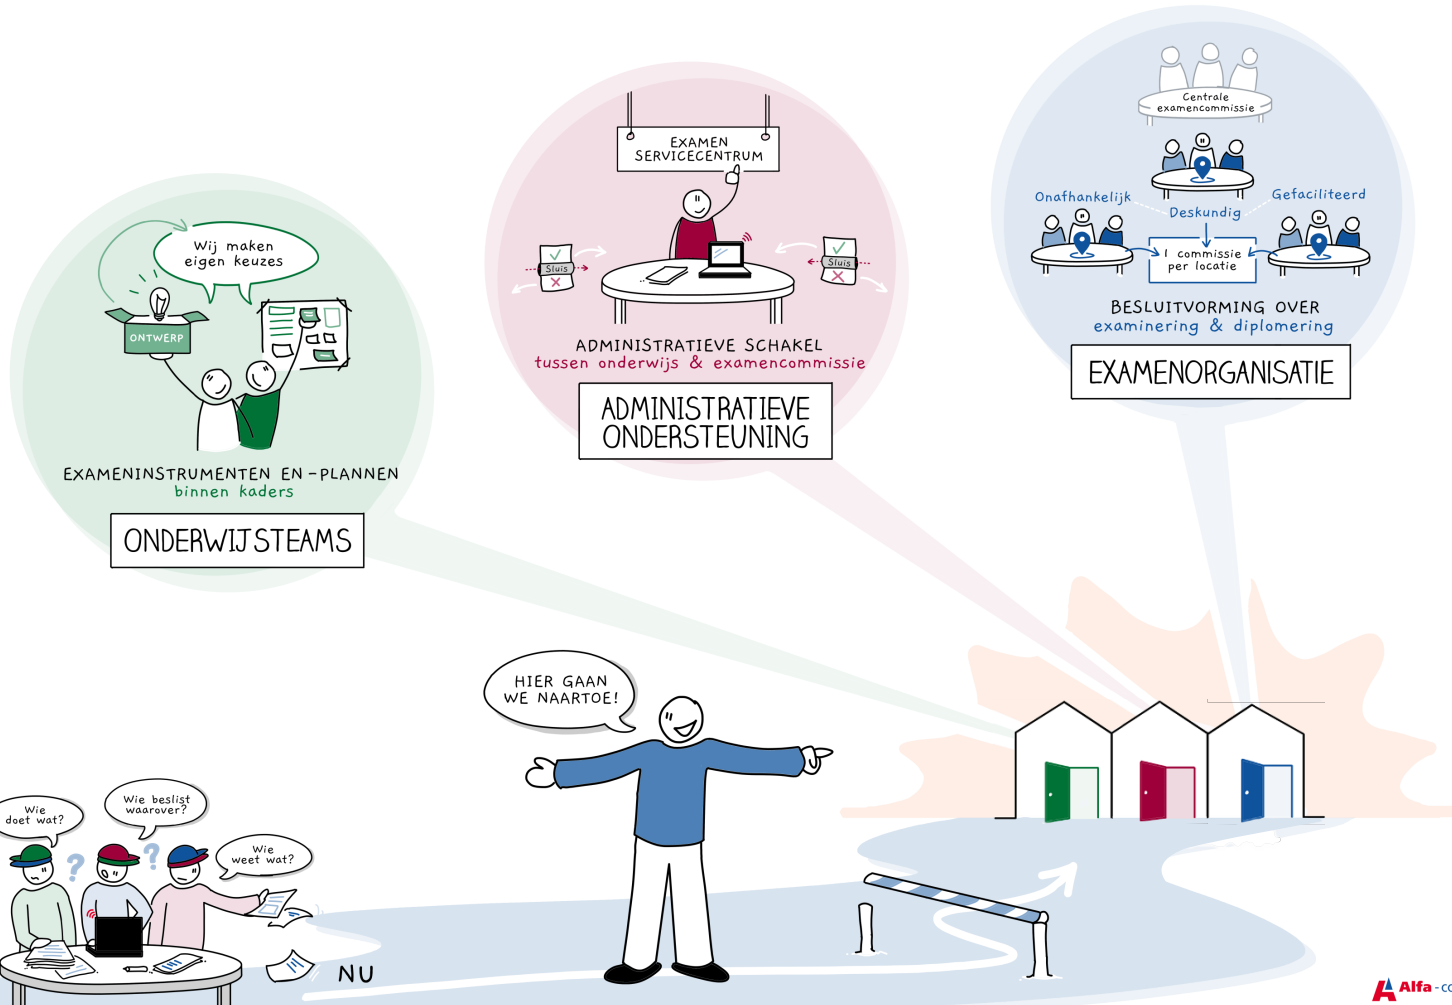 Wij maken
eigen keuzes
ONTWERP
EXAMENINSTRUMENTEN EN -PLANNEN
binnen kaders
ONDERWIJSTEAMS
EXAMEN
SERVICECENTRUM
Sluis
Sluis
ADMINISTRATIEVE SCHAKEL
tussen onderwijs & examencommissie
ADMINISTRATIEVE
ONDERSTEUNING
Centrale
examencommissie
Onafhankelijk
Deskundig
Gefaciliteerd
1 commissie
per locatie
BESLUITVORMING OVER
examinering & diplomering
EXAMENORGANISATIE
HIER GAAN
WE NAARTOE!
Wie
doet wat?
Wie beslist
waarover?
Wie
weet wat?
?
?
NU
Alfa-co